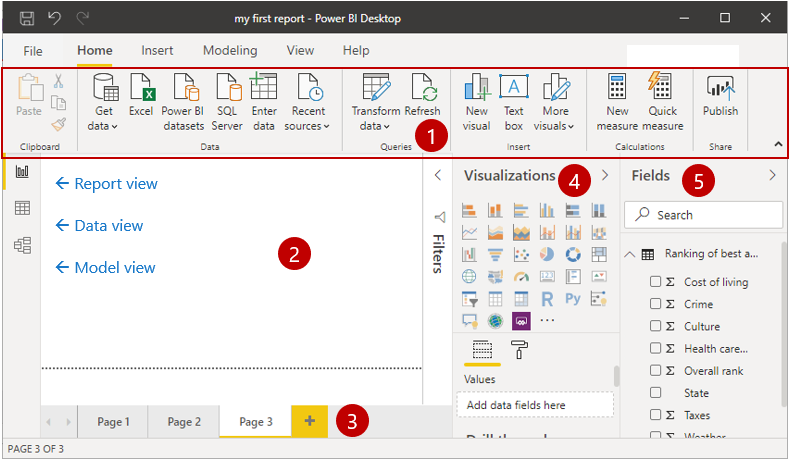 my first report - Power BI Desktop
File Home Insert Modeling View Help
Paste
Get data
Excel
Power BI datasets
SQL Server
Enter data
Recent sources
Transform data
Refresh
New visual
Text box
More visuals
New measure
Quick measure
Publish
1
Clipboard Data Queries Insert Calculations Share
Report view
Data view
Model view
2
Filters
Visualizations
4
R Py
Values
Add data fields here
Fields
5
Search
Ranking of best a...
Σ Cost of living
Σ Crime
Σ Culture
Σ Health care...
Σ Overall rank
State
Σ Taxes
Σ Weather
Page 1 Page 2 Page 3 +
3
PAGE 3 OF 3